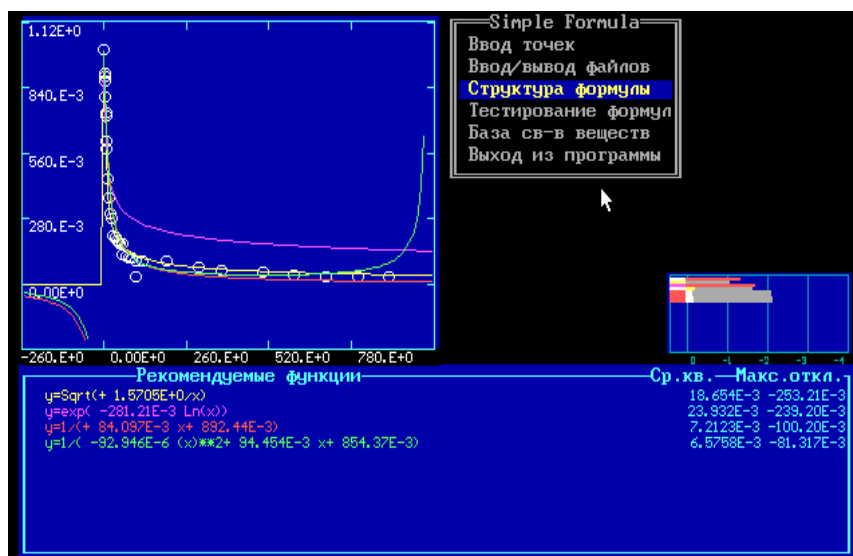 1.12E+0
840.E-3
560.E-3
280.E-3
0.00E+0
-260.E+0 0.00E+0 260.E+0 520.E+0 780.E+0
Simple Formula
Ввод точек
Ввод/вывод файлов
Структура формулы
Тестирование формул
База св-в веществ
Выход из программы
0 -1 -2 -3 -4
Рекомендуемые функции Ср.кв. Макс.откл.
y=Sqrt(+ 1.5705E+0/x) 18.654E-3 -253.21E-3
y=exp( -281.21E-3 Ln(x)) 23.932E-3 -239.20E-3
y=1/(+ 84.097E-3 x+ 892.44E-3) 7.2123E-3 -100.20E-3
y=1/( -92.946E-6 (x)**2+ 94.454E-3 x+ 854.37E-3) 6.5758E-3 -81.317E-3